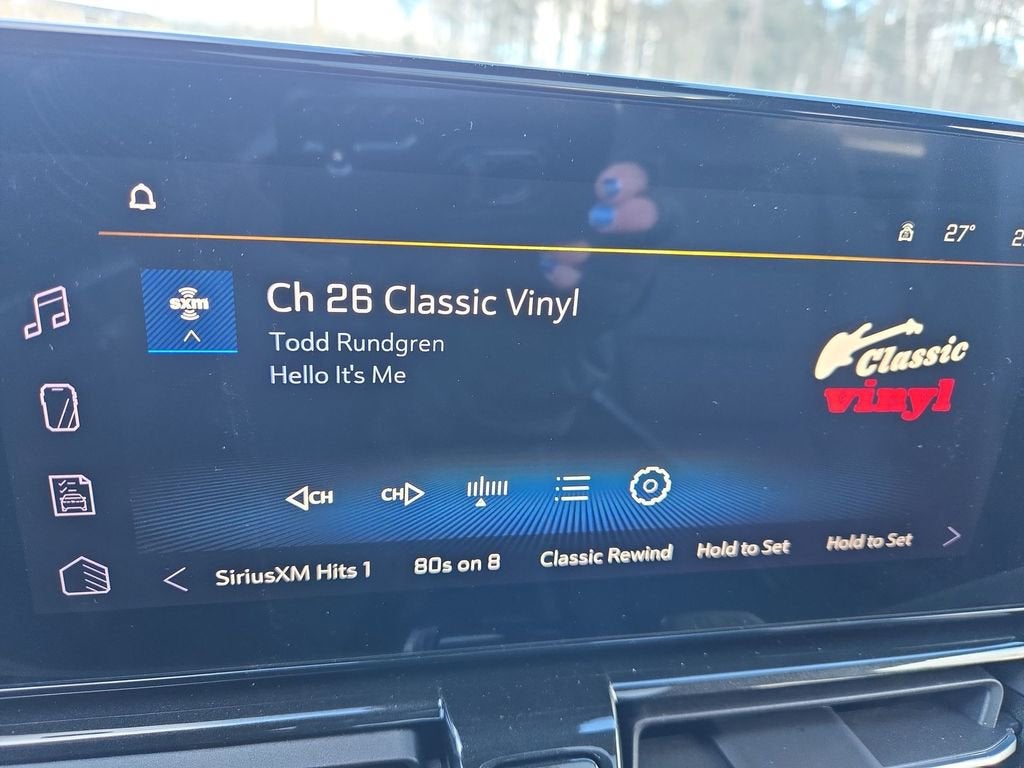 27°
sxm
Ch 26 Classic Vinyl
Todd Rundgren
Hello It's Me
Classic
vinyl
CH
CH
SiriusXM Hits 1
80s on 8
Classic Rewind
Hold to Set
Hold to Set